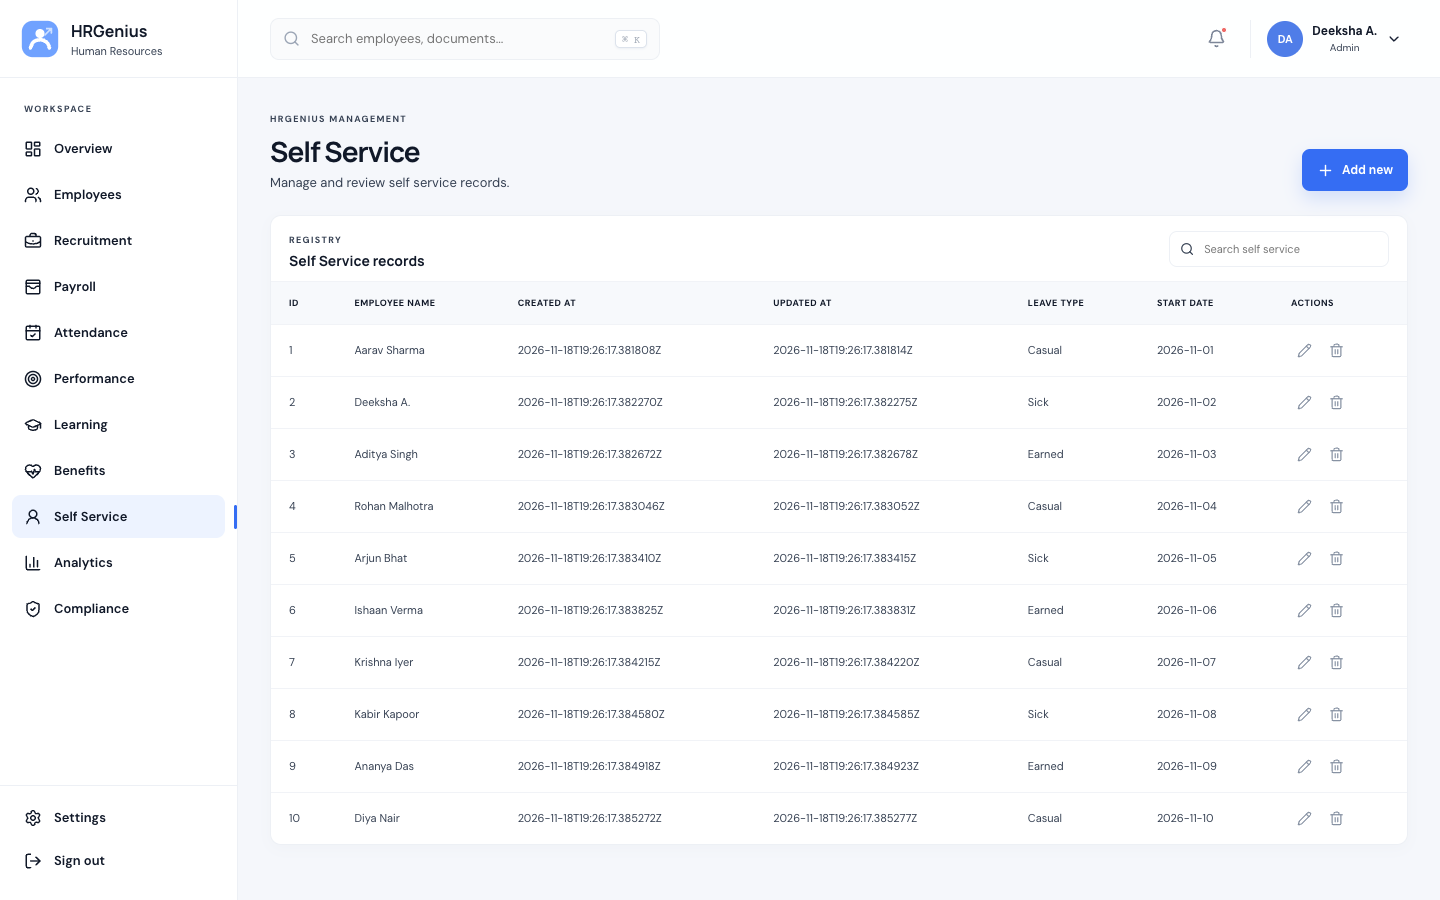 HRGenius
Human Resources
WORKSPACE
Overview
Employees
Recruitment
Payroll
Attendance
Performance
Learning
Benefits
Self Service
Analytics
Compliance
Settings
Sign out
Search employees, documents...
⌘ K
DA
Deeksha A.
Admin
HRGENIUS MANAGEMENT
Self Service
Manage and review self service records.
Add new
REGISTRY
Self Service records
Search self service
ID EMPLOYEE NAME CREATED AT UPDATED AT LEAVE TYPE START DATE ACTIONS
1 Aarav Sharma 2026-11-18T19:26:17.381808Z 2026-11-18T19:26:17.381814Z Casual 2026-11-01
2 Deeksha A. 2026-11-18T19:26:17.382270Z 2026-11-18T19:26:17.382275Z Sick 2026-11-02
3 Aditya Singh 2026-11-18T19:26:17.382672Z 2026-11-18T19:26:17.382678Z Earned 2026-11-03
4 Rohan Malhotra 2026-11-18T19:26:17.383046Z 2026-11-18T19:26:17.383052Z Casual 2026-11-04
5 Arjun Bhat 2026-11-18T19:26:17.383410Z 2026-11-18T19:26:17.383415Z Sick 2026-11-05
6 Ishaan Verma 2026-11-18T19:26:17.383825Z 2026-11-18T19:26:17.383831Z Earned 2026-11-06
7 Krishna Iyer 2026-11-18T19:26:17.384215Z 2026-11-18T19:26:17.384220Z Casual 2026-11-07
8 Kabir Kapoor 2026-11-18T19:26:17.384580Z 2026-11-18T19:26:17.384585Z Sick 2026-11-08
9 Ananya Das 2026-11-18T19:26:17.384918Z 2026-11-18T19:26:17.384923Z Earned 2026-11-09
10 Diya Nair 2026-11-18T19:26:17.385272Z 2026-11-18T19:26:17.385277Z Casual 2026-11-10